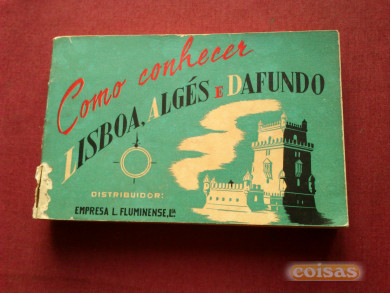 Como conhecer
LISBOA, ALGÉS E DAFUNDO
DISTRIBUIDOR:
EMPRESA L. FLUMINENSE, L.da
coisas